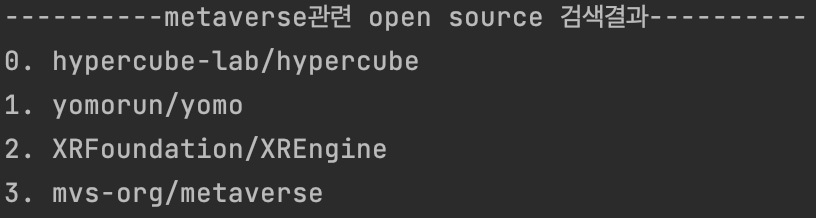 ----------metaverse관련 open source 검색결과----------
0. hypercube-lab/hypercube
1. yomorun/yomo
2. XRFoundation/XREngine
3. mvs-org/metaverse